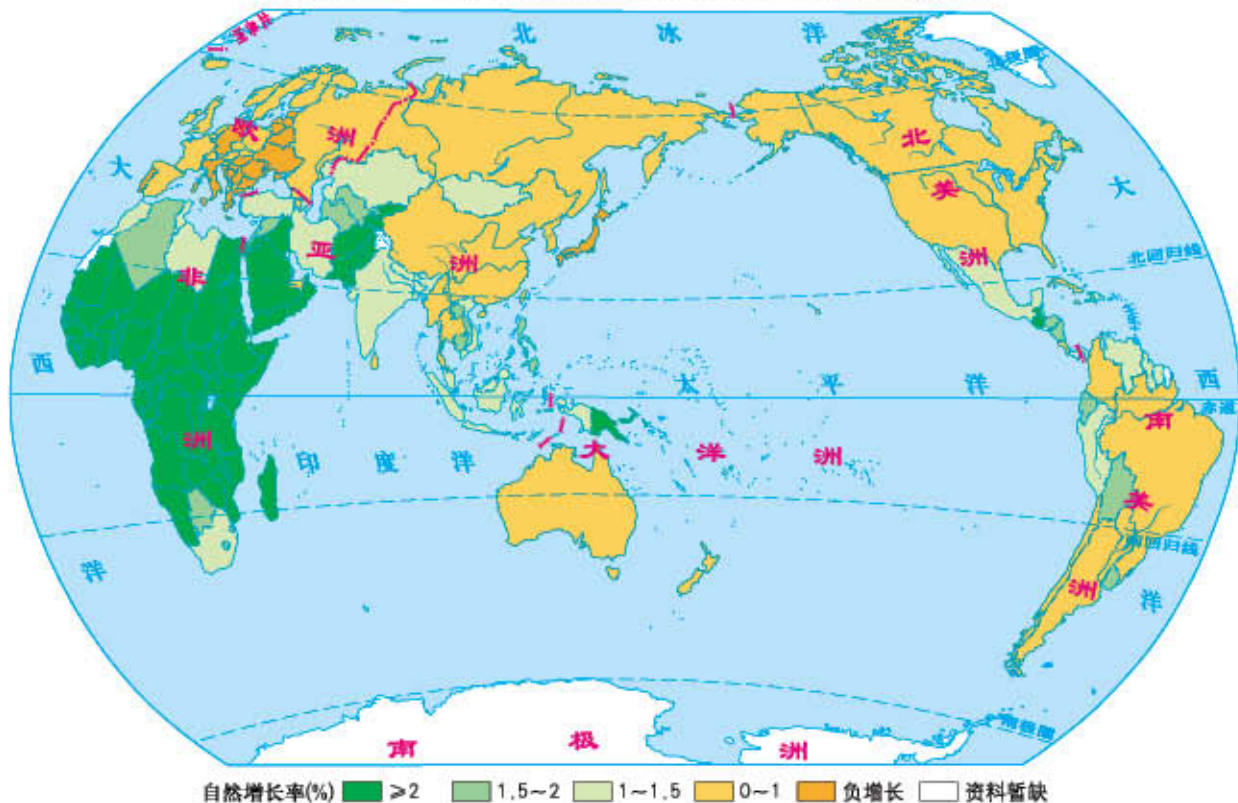 北冰洋
亚洲
欧洲
北美洲
大西洋
大西洋
非洲
北回归线
太平洋
赤道
印度洋
大洋洲
南美洲
南回归线
南极圈
南极洲
自然增长率(%) ≥2 1.5~2 1~1.5 0~1 负增长 资料暂缺